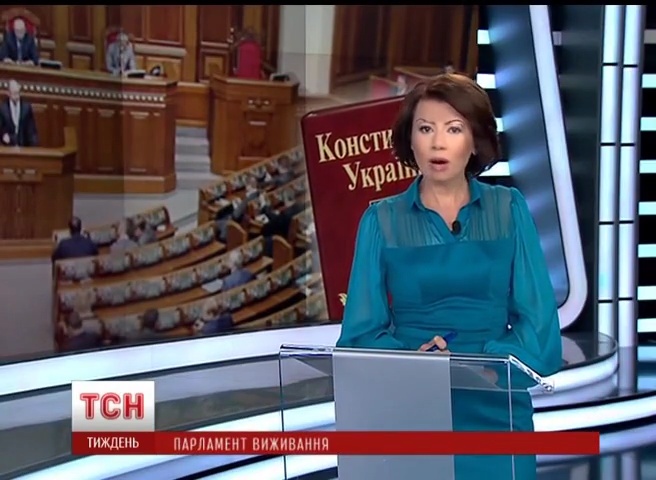 Консти
Україн
ТСН
ТИЖДЕНЬ
ПАРЛАМЕНТ ВИЖИВАННЯ